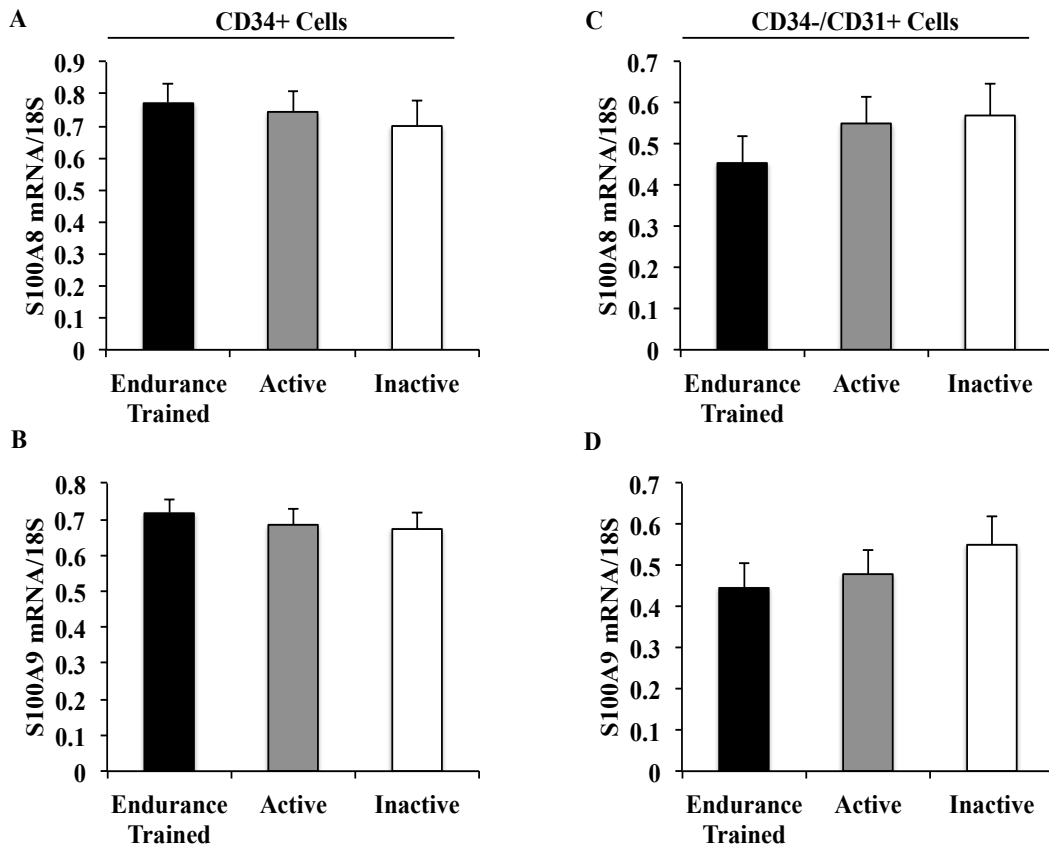 A
CD34+ Cells
S100A8 mRNA/18S
0.9
0.8
0.7
0.6
0.5
0.4
0.3
0.2
0.1
0
Endurance
Trained
Active
Inactive
B
S100A9 mRNA/18S
0.8
0.7
0.6
0.5
0.4
0.3
0.2
0.1
0
Endurance
Trained
Active
Inactive
C
CD34-/CD31+ Cells
S100A8 mRNA/18S
0.7
0.6
0.5
0.4
0.3
0.2
0.1
0
Endurance
Trained
Active
Inactive
D
S100A9 mRNA/18S
0.7
0.6
0.5
0.4
0.3
0.2
0.1
0
Endurance
Trained
Active
Inactive